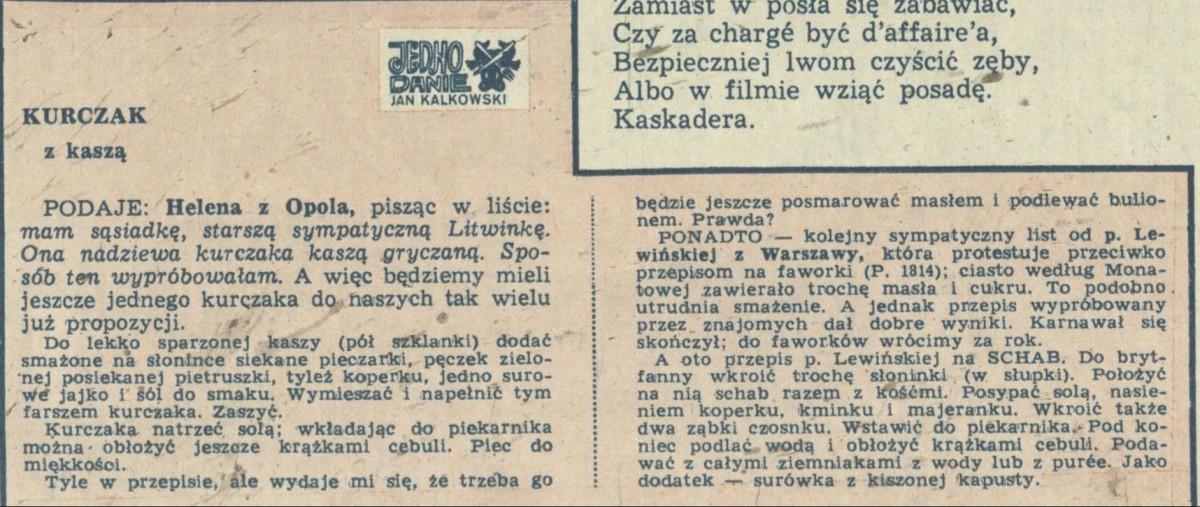 Zamiast w posła się zabawiać,
Czy za chargé być d'affaire'a,
Bezpieczniej lwom czyścić zęby,
Albo w filmie wziąć posadę.
Kaskadera.
JEDNO
DANIE
JAN KALKOWSKI
KURCZAK
z kaszą
PODAJE: Helena z Opola, pisząc w liście:
mam sąsiadkę, starszą sympatyczną Litwinkę.
Ona nadziewa kurczaka kaszą gryczaną. Spo-
sób ten wypróbowałam. A więc będziemy mieli
jeszcze jednego kurczaka do naszych tak wielu
już propozycji.
Do lekko sparzonej kaszy (pół szklanki) dodać
smażone na słonince siekane pieczarki, pęczek zielo-
nej posiekanej pietruszki, tyleż koperku, jedno suro-
we jajko i sól do smaku. Wymieszać i napełnić tym
farszem kurczaka. Zaszyć.
Kurczaka natrzeć solą; wkładając do piekarnika
można obłożyć jeszcze krążkami cebuli. Piec do
miękkości.
Tyle w przepisie, ale wydaje mi się, że trzeba go
będzie jeszcze posmarować masłem i podlewać bulio-
nem. Prawda?
PONADTO — kolejny sympatyczny list od p. Le-
wińskiej z Warszawy, która protestuje przeciwko
przepisom na faworki (P. 1814); ciasto według Mona-
towej zawierało trochę masła i cukru. To podobno
utrudnia smażenie. A jednak przepis wypróbowany
przez znajomych dał dobre wyniki. Karnawał się
skończył; do faworków wrócimy za rok.
A oto przepis p. Lewińskiej na SCHAB. Do bryt-
fanny wkroić trochę słoninki (w słupki). Położyć
na nią schab razem z kośćmi. Posypać solą, nasie-
niem koperku, kminku i majeranku. Wkroić także
dwa ząbki czosnku. Wstawić do piekarnika. Pod ko-
niec podlać wodą i obłożyć krążkami cebuli. Poda-
wać z całymi ziemniakami z wody lub z purée. Jako
dodatek — surówka z kiszonej kapusty.